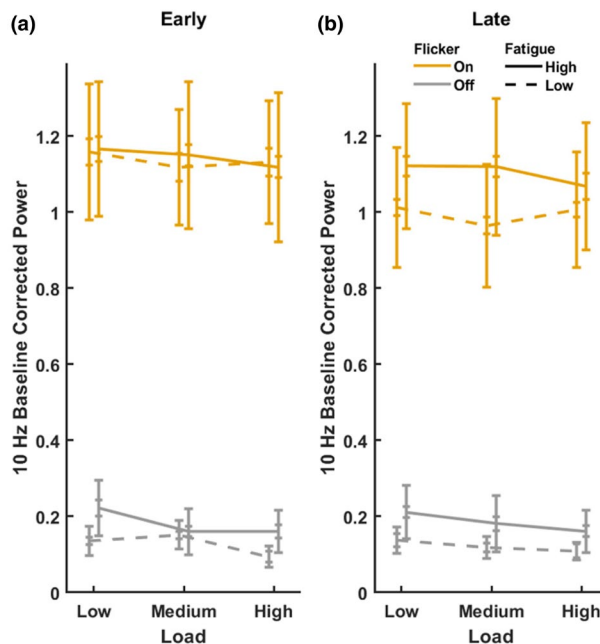 (a) Early
10 Hz Baseline Corrected Power
1.2
1
0.8
0.6
0.4
0.2
0
Low Medium High
Load
(b) Late
Flicker Fatigue
On High
Off Low
10 Hz Baseline Corrected Power
1.2
1
0.8
0.6
0.4
0.2
0
Low Medium High
Load